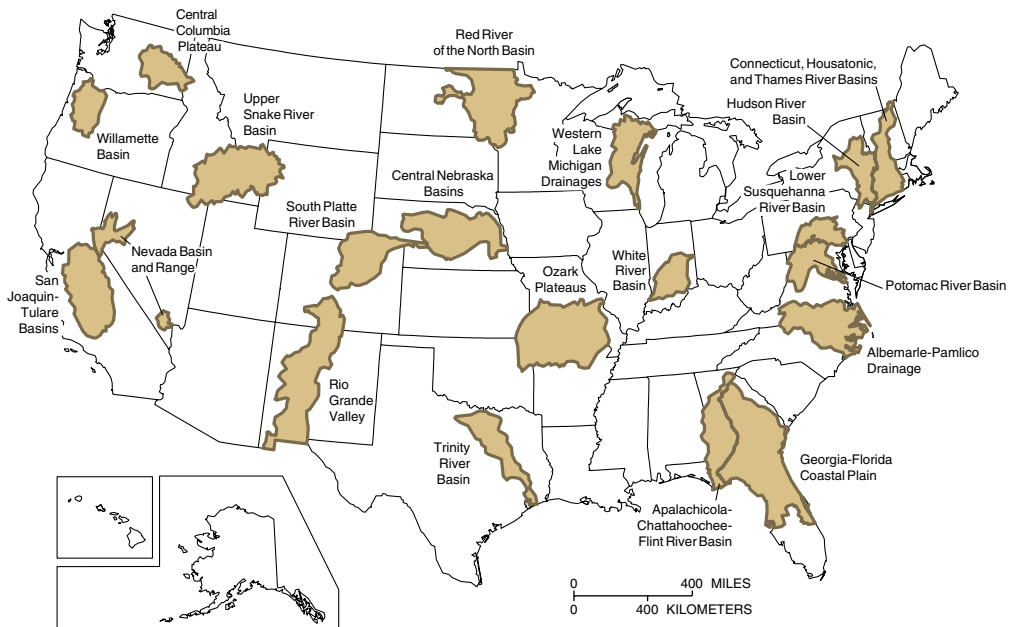 Central
Columbia
Plateau
Red River
of the North Basin
Connecticut, Housatonic,
and Thames River Basins
Hudson River
Basin
Upper
Snake River
Basin
Willamette
Basin
Western
Lake
Michigan
Drainages
Lower
Susquehanna
River Basin
Central Nebraska
Basins
South Platte
River Basin
Nevada Basin
and Range
White
River
Basin
Ozark
Plateaus
San
Joaquin-
Tulare
Basins
Potomac River Basin
Albemarle-Pamlico
Drainage
Rio
Grande
Valley
Trinity
River
Basin
Georgia-Florida
Coastal Plain
Apalachicola-
Chattahoochee-
Flint River Basin
0 400 MILES
0 400 KILOMETERS